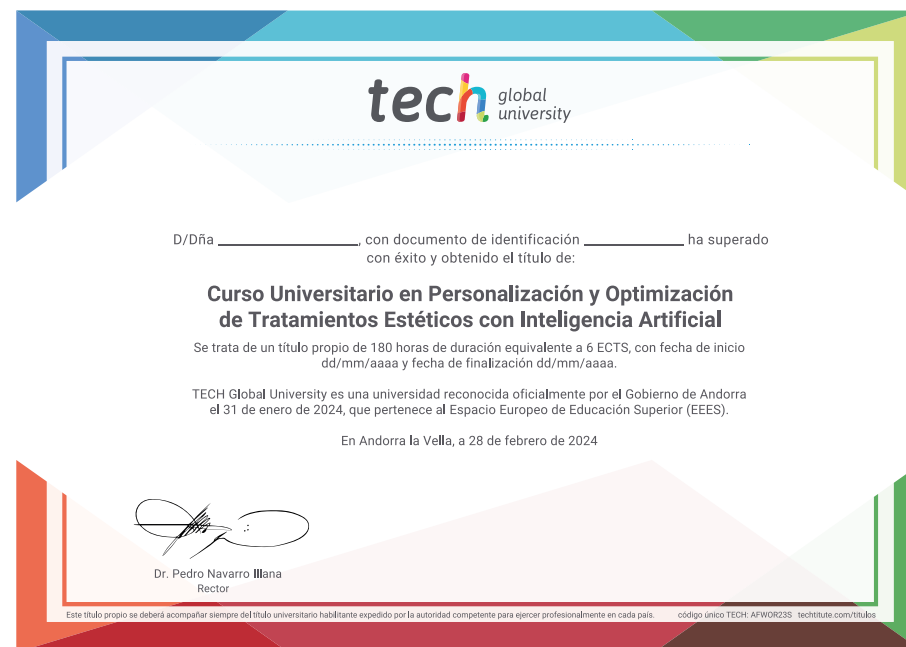 tech global university
D/Dña ____________________, con documento de identificación ______________ ha superado
con éxito y obtenido el título de:
Curso Universitario en Personalización y Optimización
de Tratamientos Estéticos con Inteligencia Artificial
Se trata de un título propio de 180 horas de duración equivalente a 6 ECTS, con fecha de inicio
dd/mm/aaaa y fecha de finalización dd/mm/aaaa.
TECH Global University es una universidad reconocida oficialmente por el Gobierno de Andorra
el 31 de enero de 2024, que pertenece al Espacio Europeo de Educación Superior (EEES).
En Andorra la Vella, a 28 de febrero de 2024
Dr. Pedro Navarro Illana
Rector
Este título propio se deberá acompañar siempre del título universitario habilitante expedido por la autoridad competente para ejercer profesionalmente en cada país. código único TECH: AFWOR23S techtitute.com/titulos